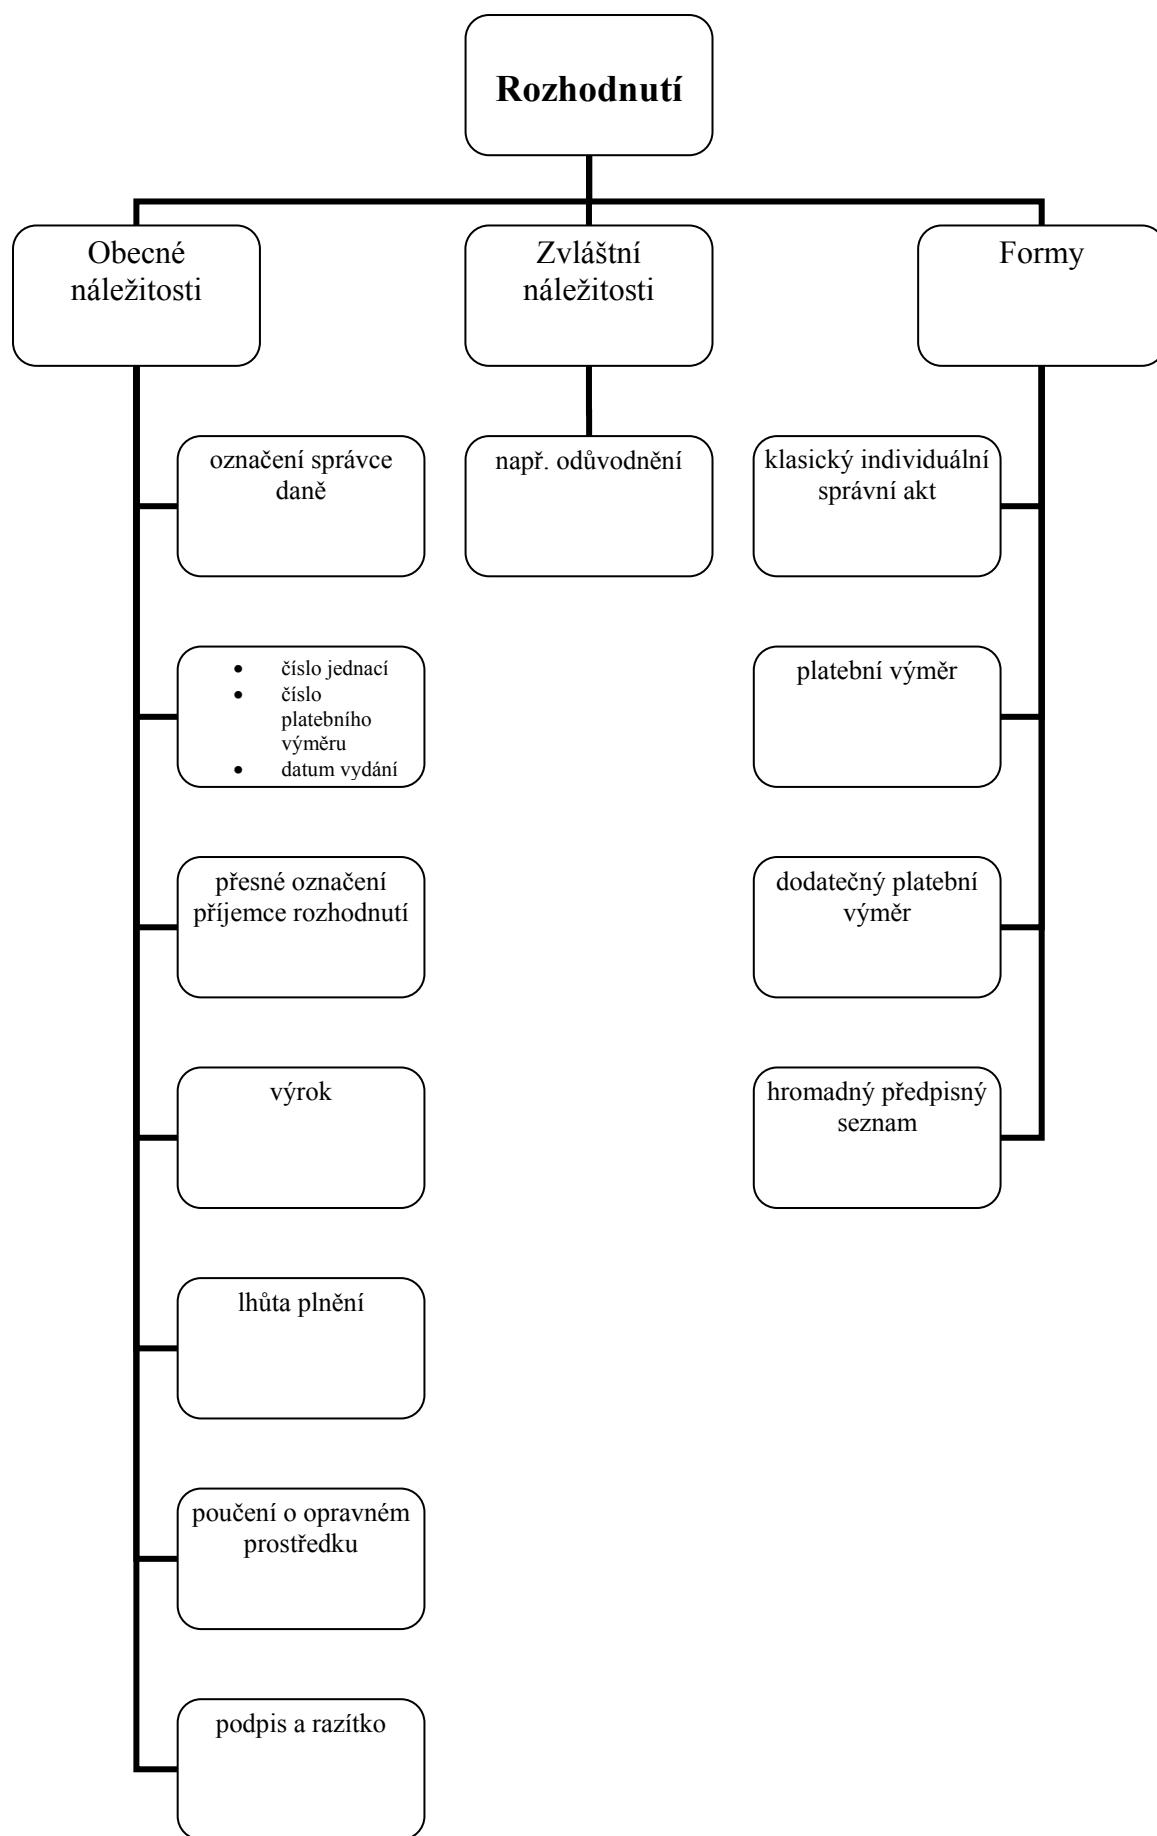 Rozhodnutí
Obecné
náležitosti
označení správce
daně
• číslo jednací
• číslo
platebního
výměru
• datum vydání
přesné označení
příjemce rozhodnutí
výrok
lhůta plnění
poučení o opravném
prostředku
podpis a razítko
Zvláštní
náležitosti
např. odůvodnění
Formy
klasický individuální
správní akt
platební výměr
dodatečný platební
výměr
hromadný předpisný
seznam